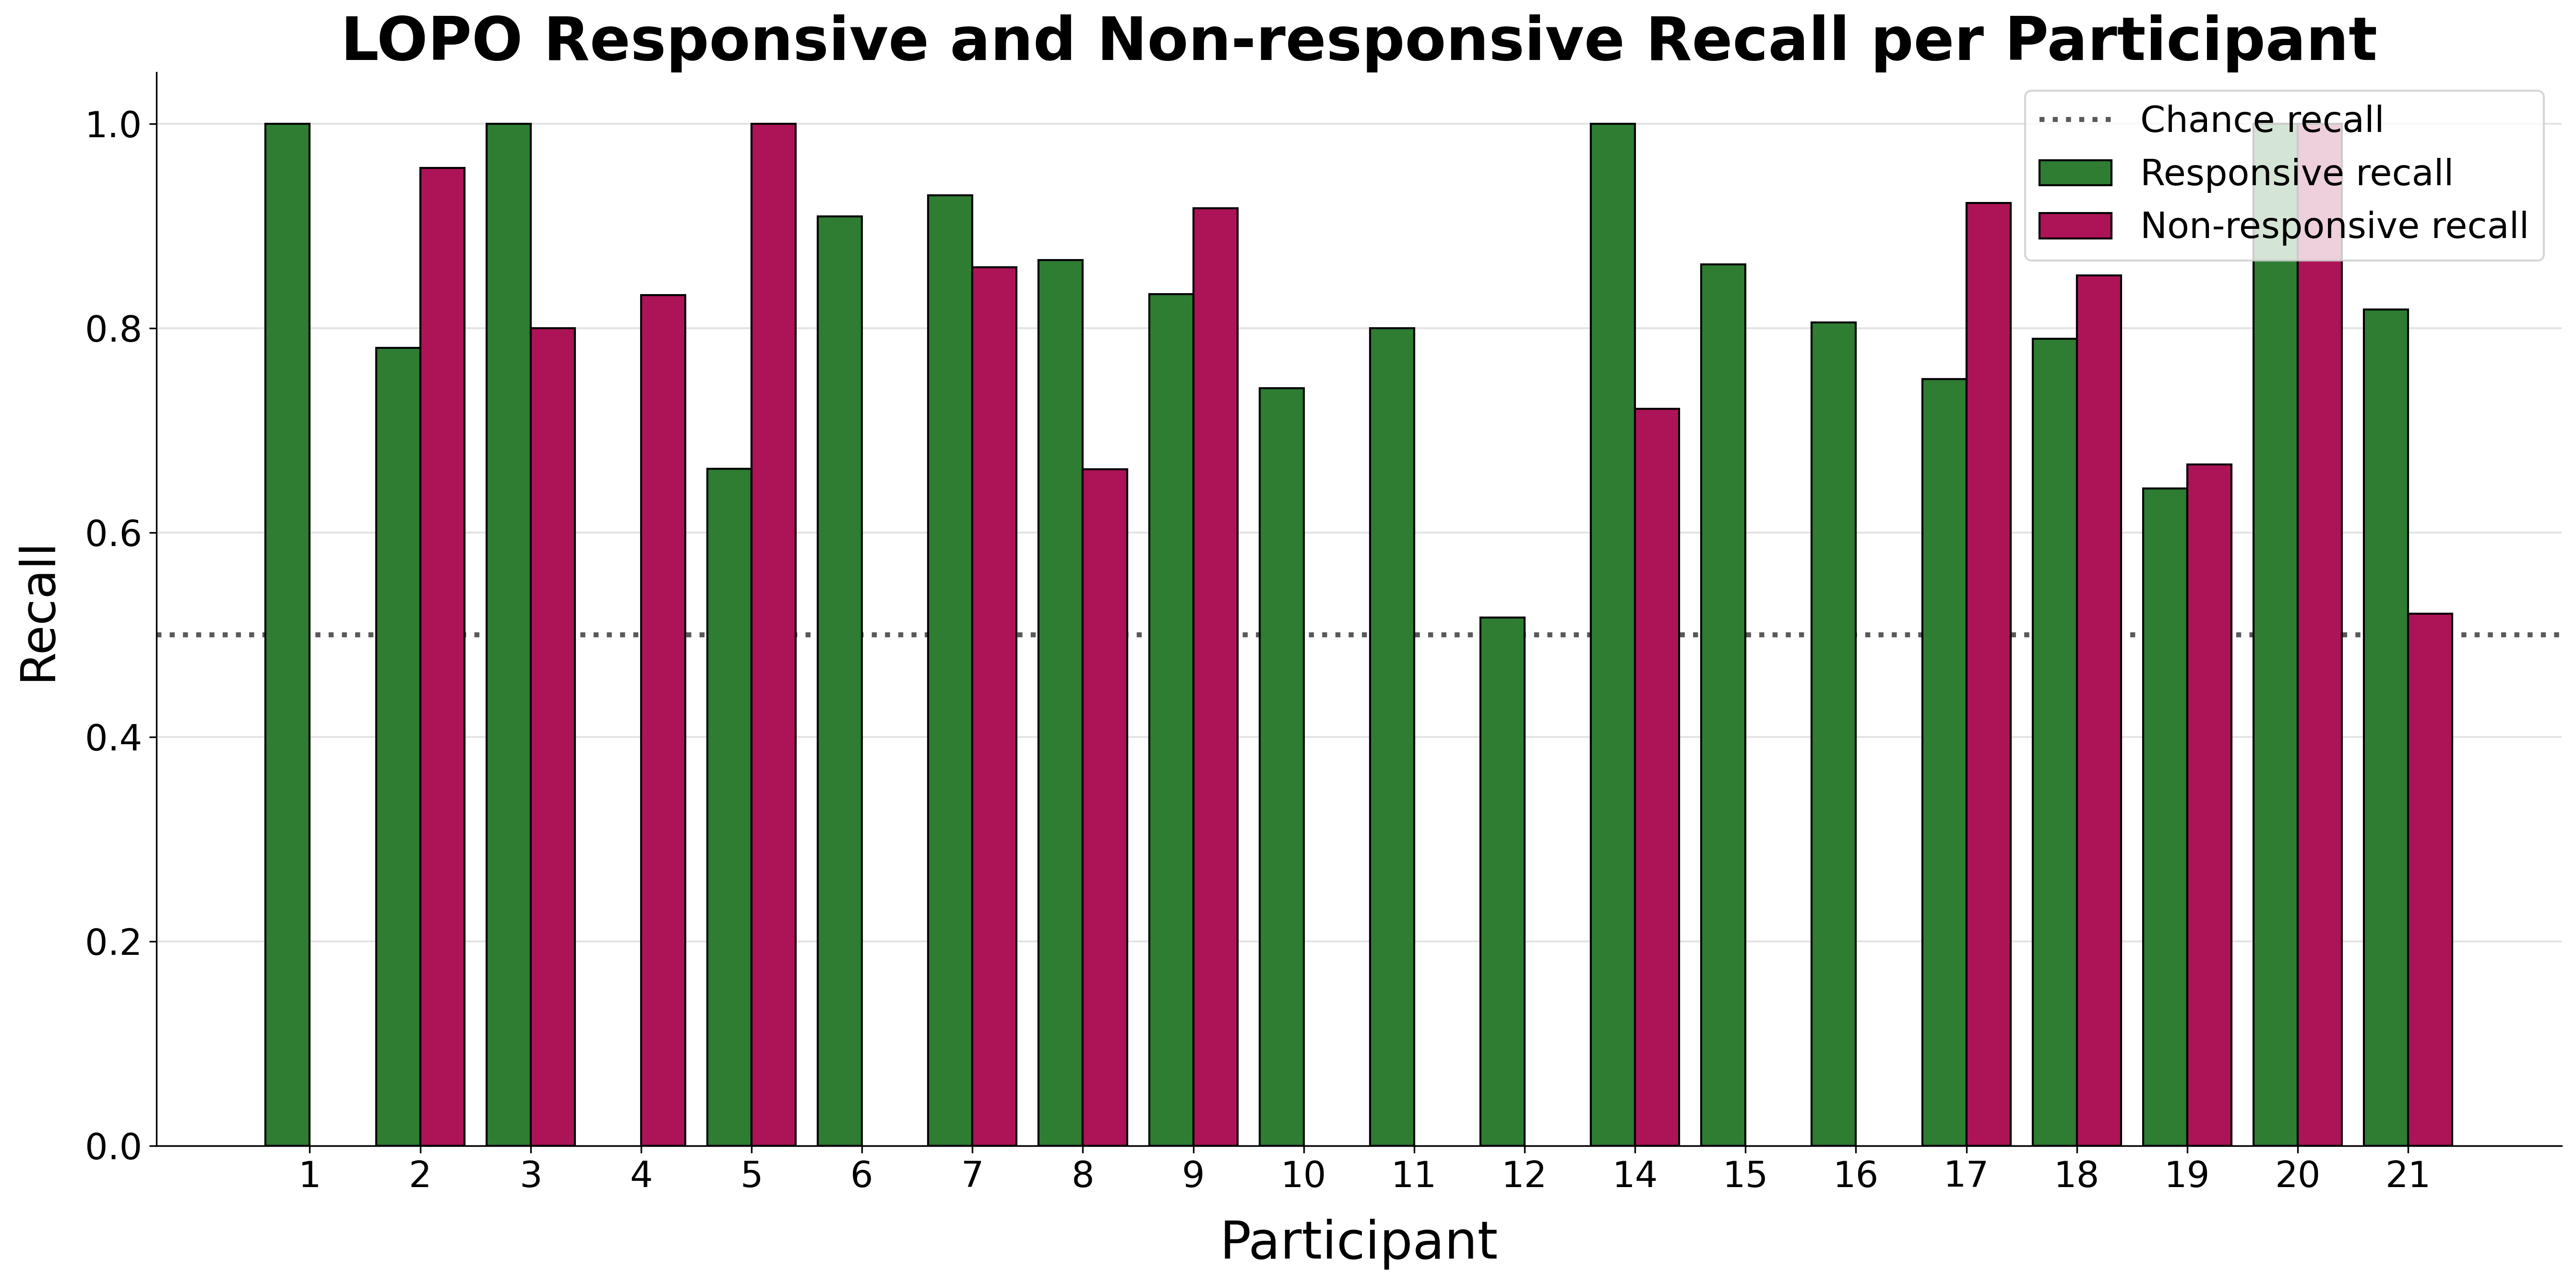 LOPO Responsive and Non-responsive Recall per Participant
Chance recall
Responsive recall
Non-responsive recall
1.0
0.8
0.6
0.4
0.2
0.0
Recall
1 2 3 4 5 6 7 8 9 10 11 12 14 15 16 17 18 19 20 21
Participant